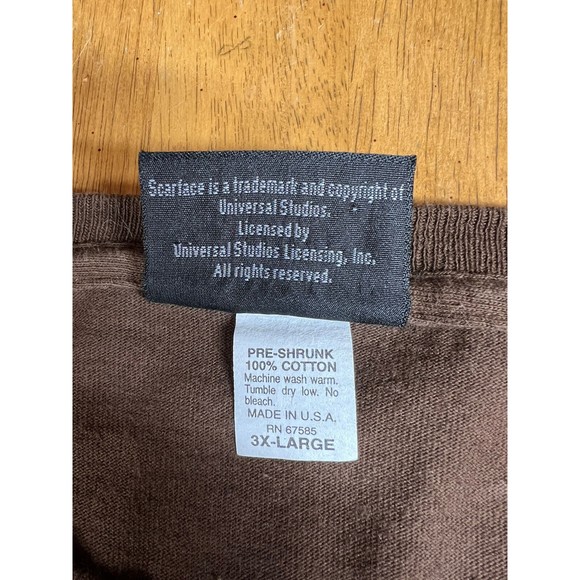 Scarface is a trademark and copyright of
Universal Studios.
Licensed by
Universal Studios Licensing, Inc.
All rights reserved.
PRE-SHRUNK
100% COTTON
Machine wash warm.
Tumble dry low. No
bleach.
MADE IN U.S.A.
RN 67585
3X-LARGE